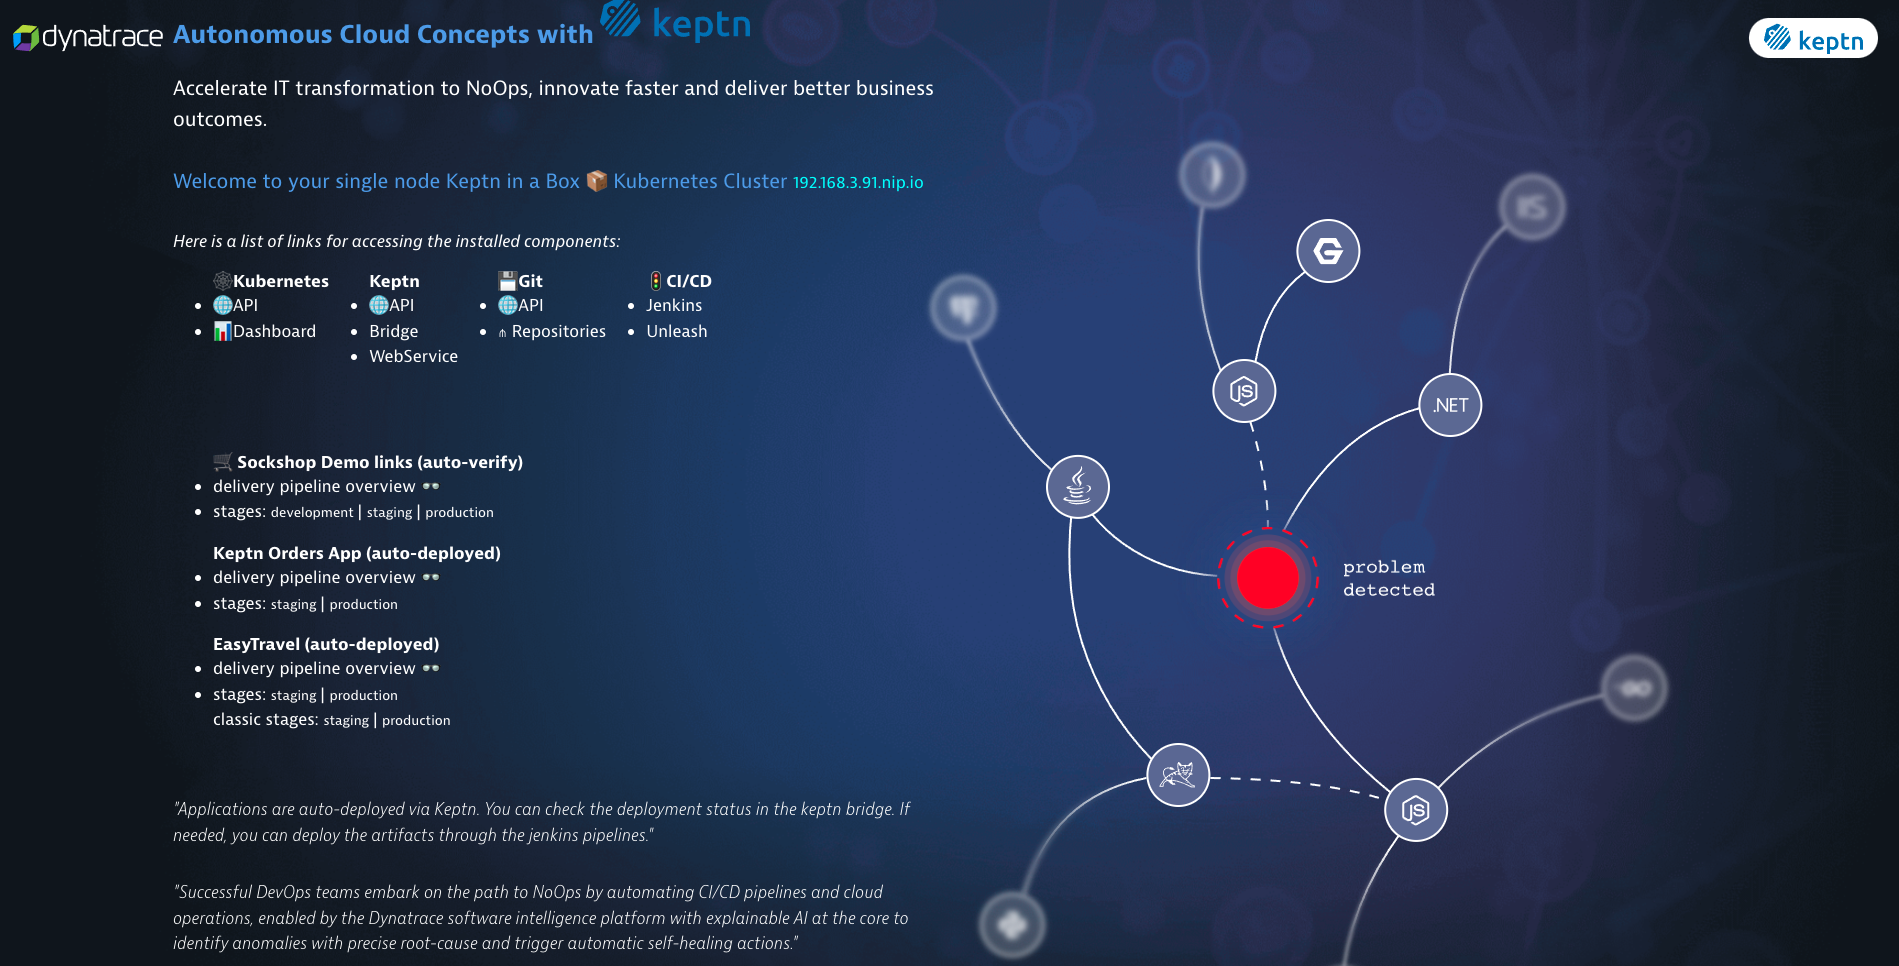 dynatrace
Autonomous Cloud Concepts with keptn
keptn
Accelerate IT transformation to NoOps, innovate faster and deliver better business
outcomes.
Welcome to your single node Keptn in a Box 📦 Kubernetes Cluster 192.168.3.91.nip.io
Here is a list of links for accessing the installed components:
🕸Kubernetes
🌐API
📊Dashboard
Keptn
🌐API
Bridge
WebService
💾Git
🌐API
Repositories
🚦CI/CD
Jenkins
Unleash
🛒 Sockshop Demo links (auto-verify)
delivery pipeline overview 👓
stages: development | staging | production
Keptn Orders App (auto-deployed)
delivery pipeline overview 👓
stages: staging | production
EasyTravel (auto-deployed)
delivery pipeline overview 👓
stages: staging | production
classic stages: staging | production
"Applications are auto-deployed via Keptn. You can check the deployment status in the keptn bridge. If
needed, you can deploy the artifacts through the jenkins pipelines."
"Successful DevOps teams embark on the path to NoOps by automating CI/CD pipelines and cloud
operations, enabled by the Dynatrace software intelligence platform with explainable AI at the core to
identify anomalies with precise root-cause and trigger automatic self-healing actions."
JS
.NET
problem
detected
JS